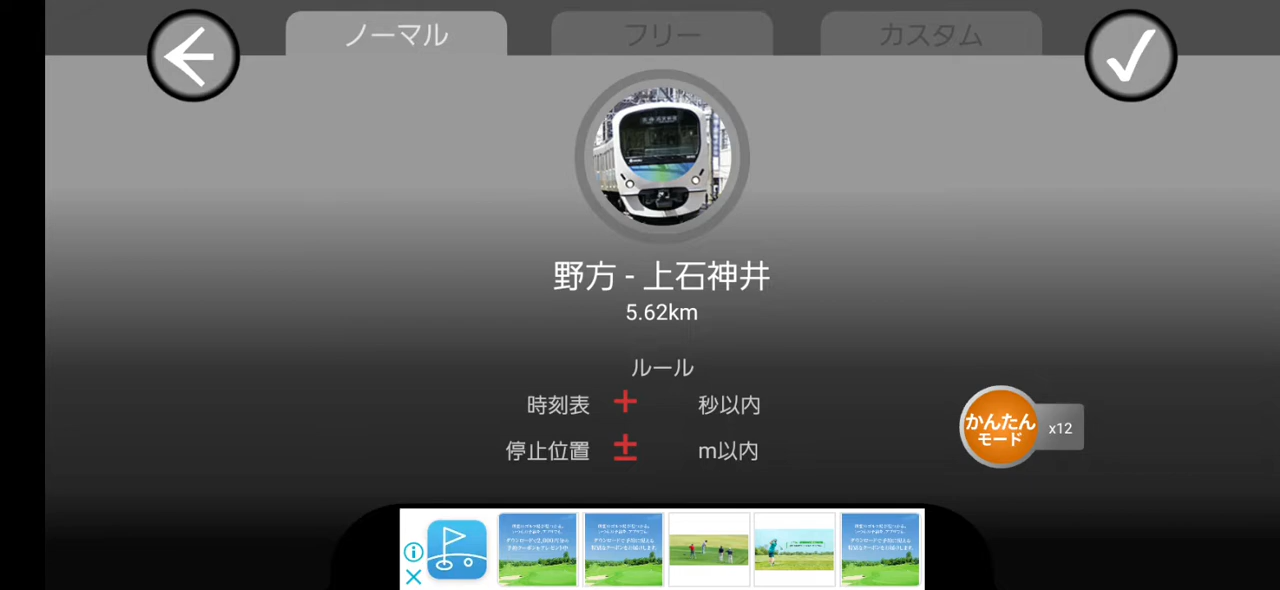 ノーマル
フリー
カスタム
野方 - 上石神井
5.62km
ルール
時刻表 + 秒以内
停止位置 ± m以内
かんたん
モード
x12